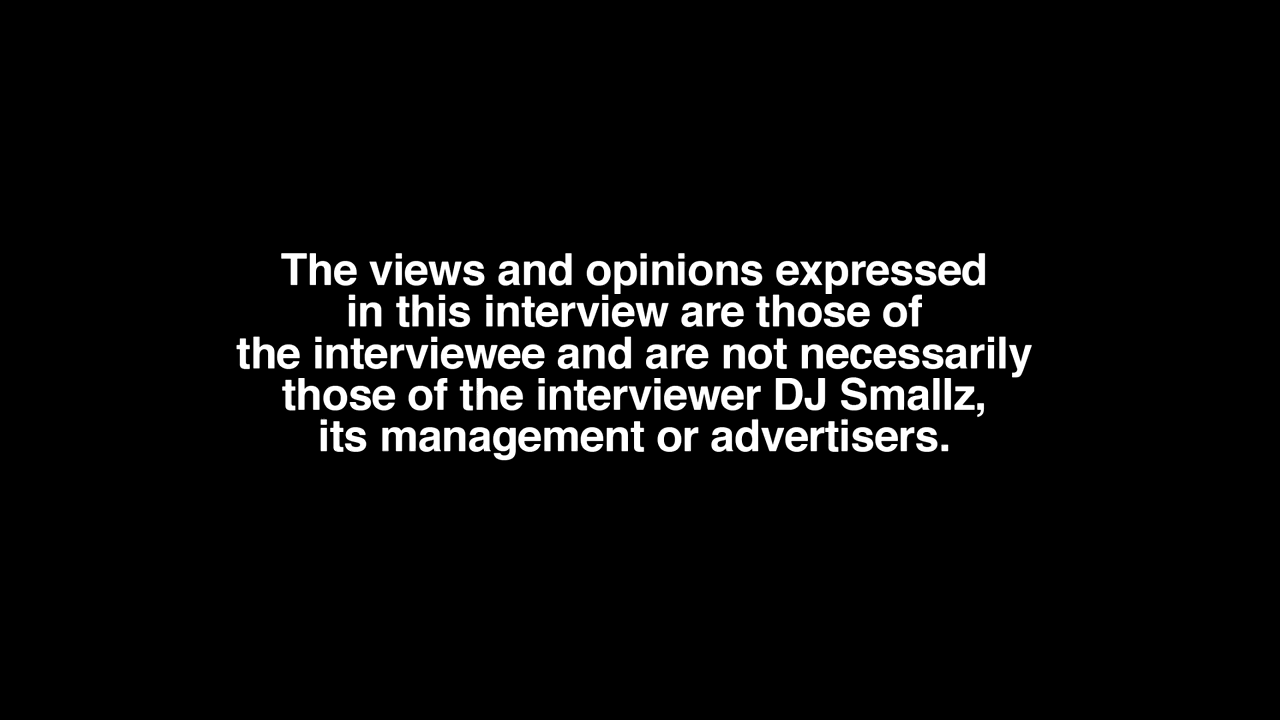 The views and opinions expressed
in this interview are those of
the interviewee and are not necessarily
those of the interviewer DJ Smallz,
its management or advertisers.